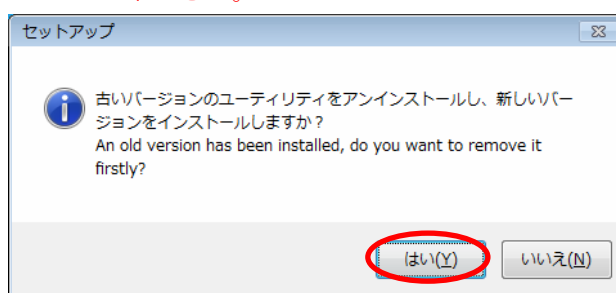 セットアップ
古いバージョンのユーティリティをアンインストールし、新しいバー
ジョンをインストールしますか？
An old version has been installed, do you want to remove it
firstly?
はい(Y)
いいえ(N)